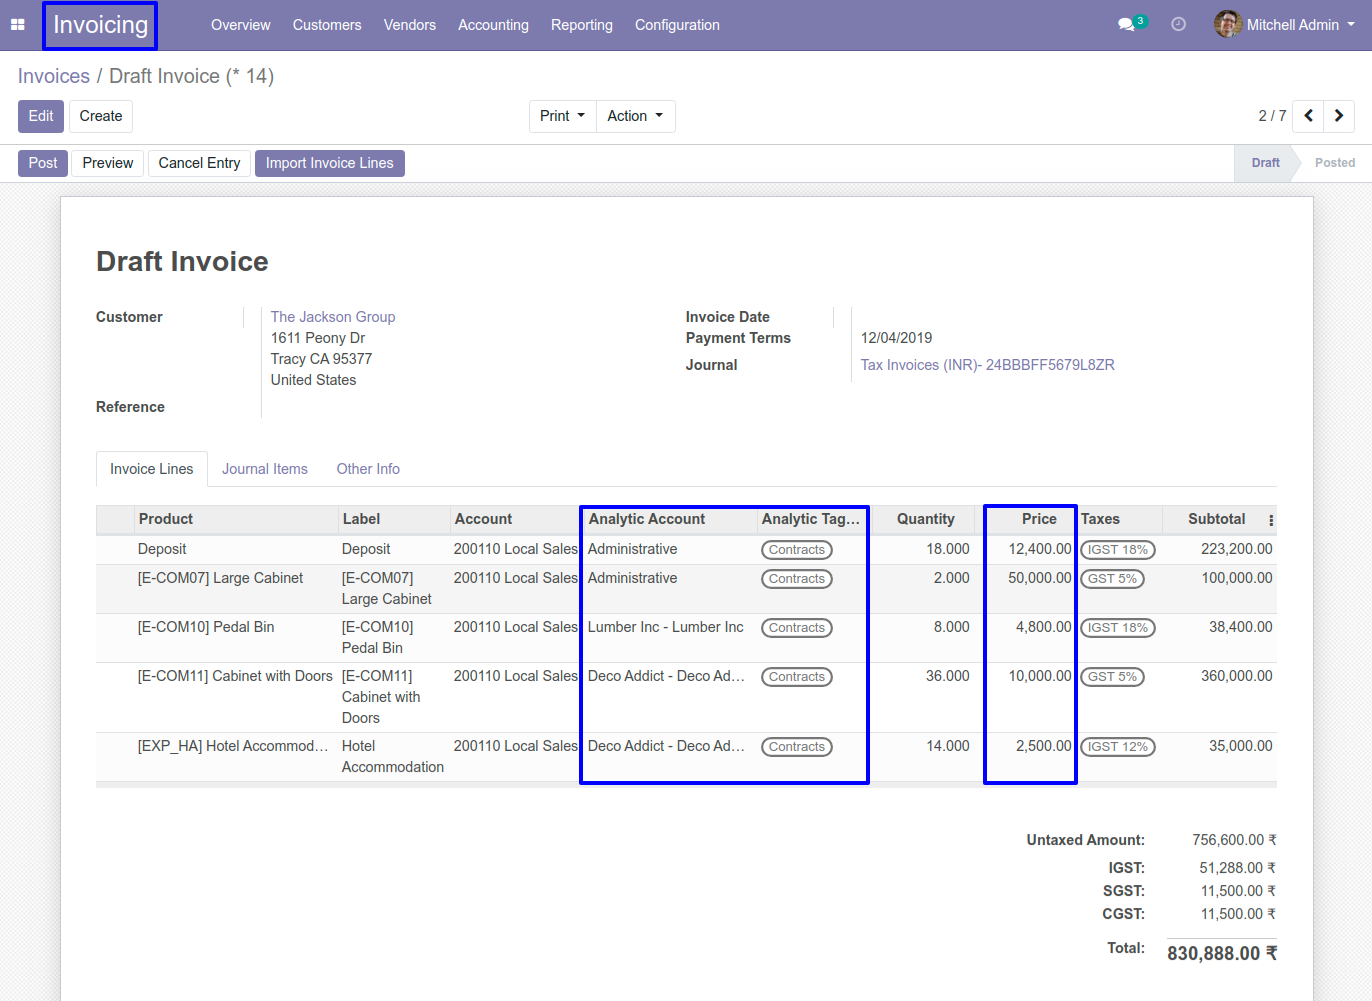 Invoicing Overview Customers Vendors Accounting Reporting Configuration 3 Mitchell Admin
Invoices / Draft Invoice (* 14)
Edit Create Print Action 2 / 7
Post Preview Cancel Entry Import Invoice Lines Draft Posted
Draft Invoice
Customer The Jackson Group Invoice Date
1611 Peony Dr Payment Terms 12/04/2019
Tracy CA 95377 Journal Tax Invoices (INR)- 24BBBFF5679L8ZR
United States
Reference
Invoice Lines Journal Items Other Info
Product Label Account Analytic Account Analytic Tag... Quantity Price Taxes Subtotal
Deposit Deposit 200110 Local Sales Administrative Contracts 18.000 12,400.00 IGST 18% 223,200.00
[E-COM07] Large Cabinet [E-COM07] 200110 Local Sales Administrative Contracts 2.000 50,000.00 GST 5% 100,000.00
Large Cabinet
[E-COM10] Pedal Bin [E-COM10] 200110 Local Sales Lumber Inc - Lumber Inc Contracts 8.000 4,800.00 IGST 18% 38,400.00
Pedal Bin
[E-COM11] Cabinet with Doors [E-COM11] 200110 Local Sales Deco Addict - Deco Ad... Contracts 36.000 10,000.00 GST 5% 360,000.00
Cabinet with
Doors
[EXP_HA] Hotel Accommod... Hotel 200110 Local Sales Deco Addict - Deco Ad... Contracts 14.000 2,500.00 IGST 12% 35,000.00
Accommodation
Untaxed Amount: 756,600.00 ₹
IGST: 51,288.00 ₹
SGST: 11,500.00 ₹
CGST: 11,500.00 ₹
Total: 830,888.00 ₹